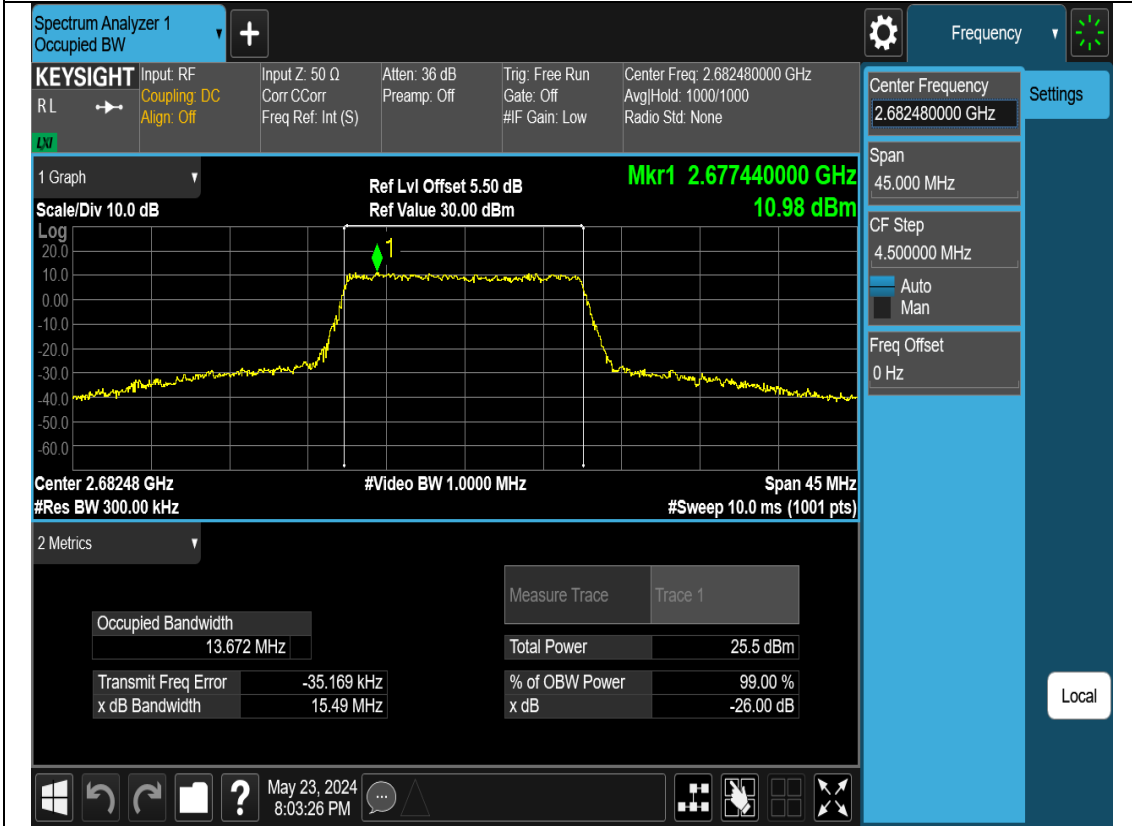 Spectrum Analyzer 1
Occupied BW
+
Frequency
KEYSIGHT
RL
LXI
Input: RF
Coupling: DC
Align: Off
Input Z: 50 Ω
Corr CCorr
Freq Ref: Int (S)
Atten: 36 dB
Preamp: Off
Trig: Free Run
Gate: Off
#IF Gain: Low
Center Freq: 2.682480000 GHz
Avg|Hold: 1000/1000
Radio Std: None
Center Frequency
2.682480000 GHz
Settings
Span
45.000 MHz
CF Step
4.500000 MHz
Auto
Man
Freq Offset
0 Hz
Local
1 Graph
Scale/Div 10.0 dB
Ref Lvl Offset 5.50 dB
Ref Value 30.00 dBm
Mkr1 2.677440000 GHz
10.98 dBm
Log
20.0
10.0
0.00
-10.0
-20.0
-30.0
-40.0
-50.0
-60.0
1
Center 2.68248 GHz
#Video BW 1.0000 MHz
Span 45 MHz
#Res BW 300.00 kHz
#Sweep 10.0 ms (1001 pts)
2 Metrics
Measure Trace Trace 1
Occupied Bandwidth
13.672 MHz
Total Power 25.5 dBm
Transmit Freq Error -35.169 kHz
% of OBW Power 99.00 %
x dB Bandwidth 15.49 MHz
x dB -26.00 dB
?
May 23, 2024
8:03:26 PM